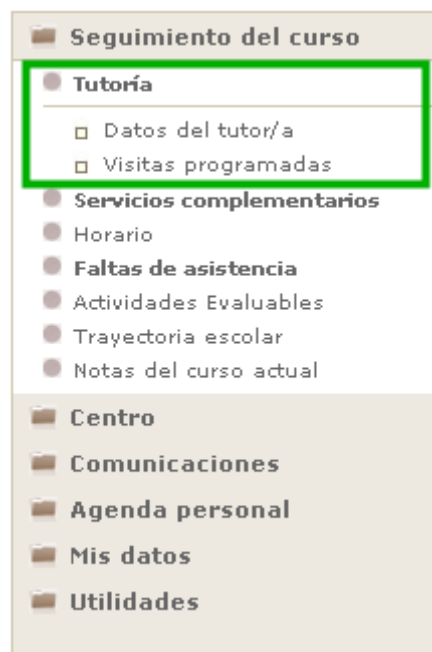 Seguimiento del curso
Tutoría
Datos del tutor/a
Visitas programadas
Servicios complementarios
Horario
Faltas de asistencia
Actividades Evaluables
Trayectoria escolar
Notas del curso actual
Centro
Comunicaciones
Agenda personal
Mis datos
Utilidades